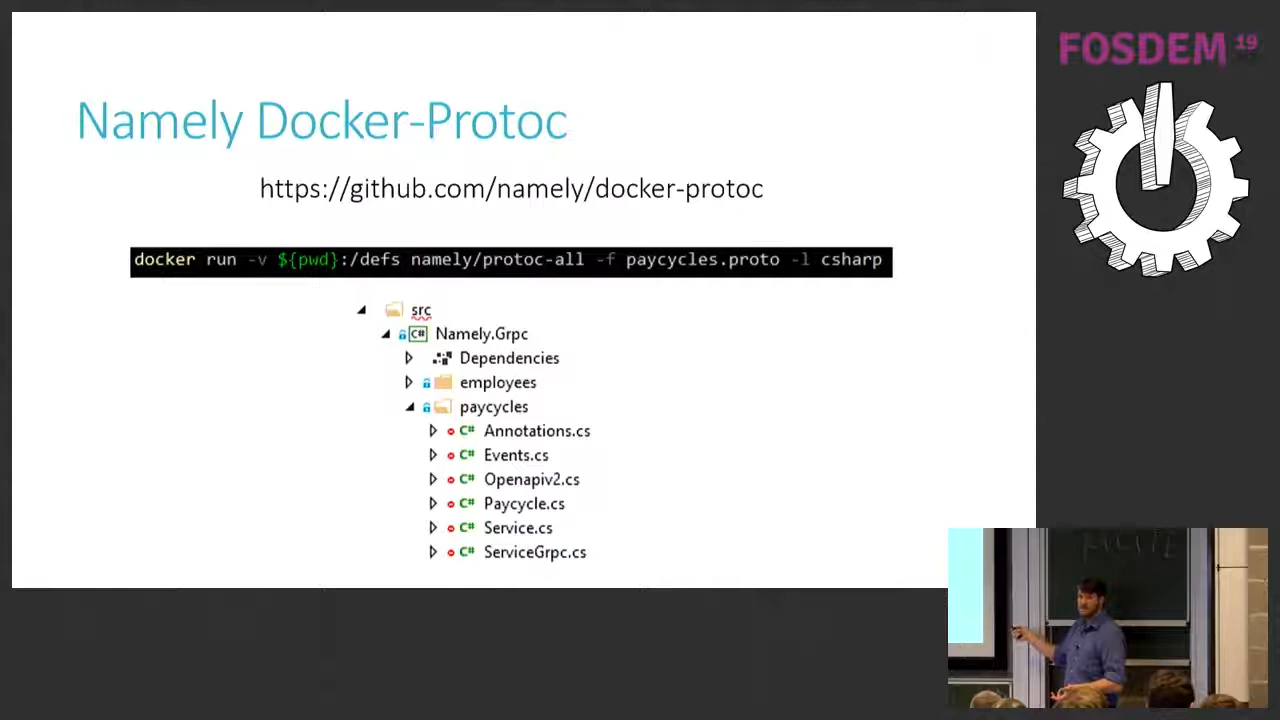 Namely Docker-Protoc
https://github.com/namely/docker-protoc
docker run -v ${pwd}:/defs namely/protoc-all -f paycycles.proto -l csharp
src
C# Namely.Grpc
Dependencies
employees
paycycles
C# Annotations.cs
C# Events.cs
C# Openapiv2.cs
C# Paycycle.cs
C# Service.cs
C# ServiceGrpc.cs
FOSDEM 19